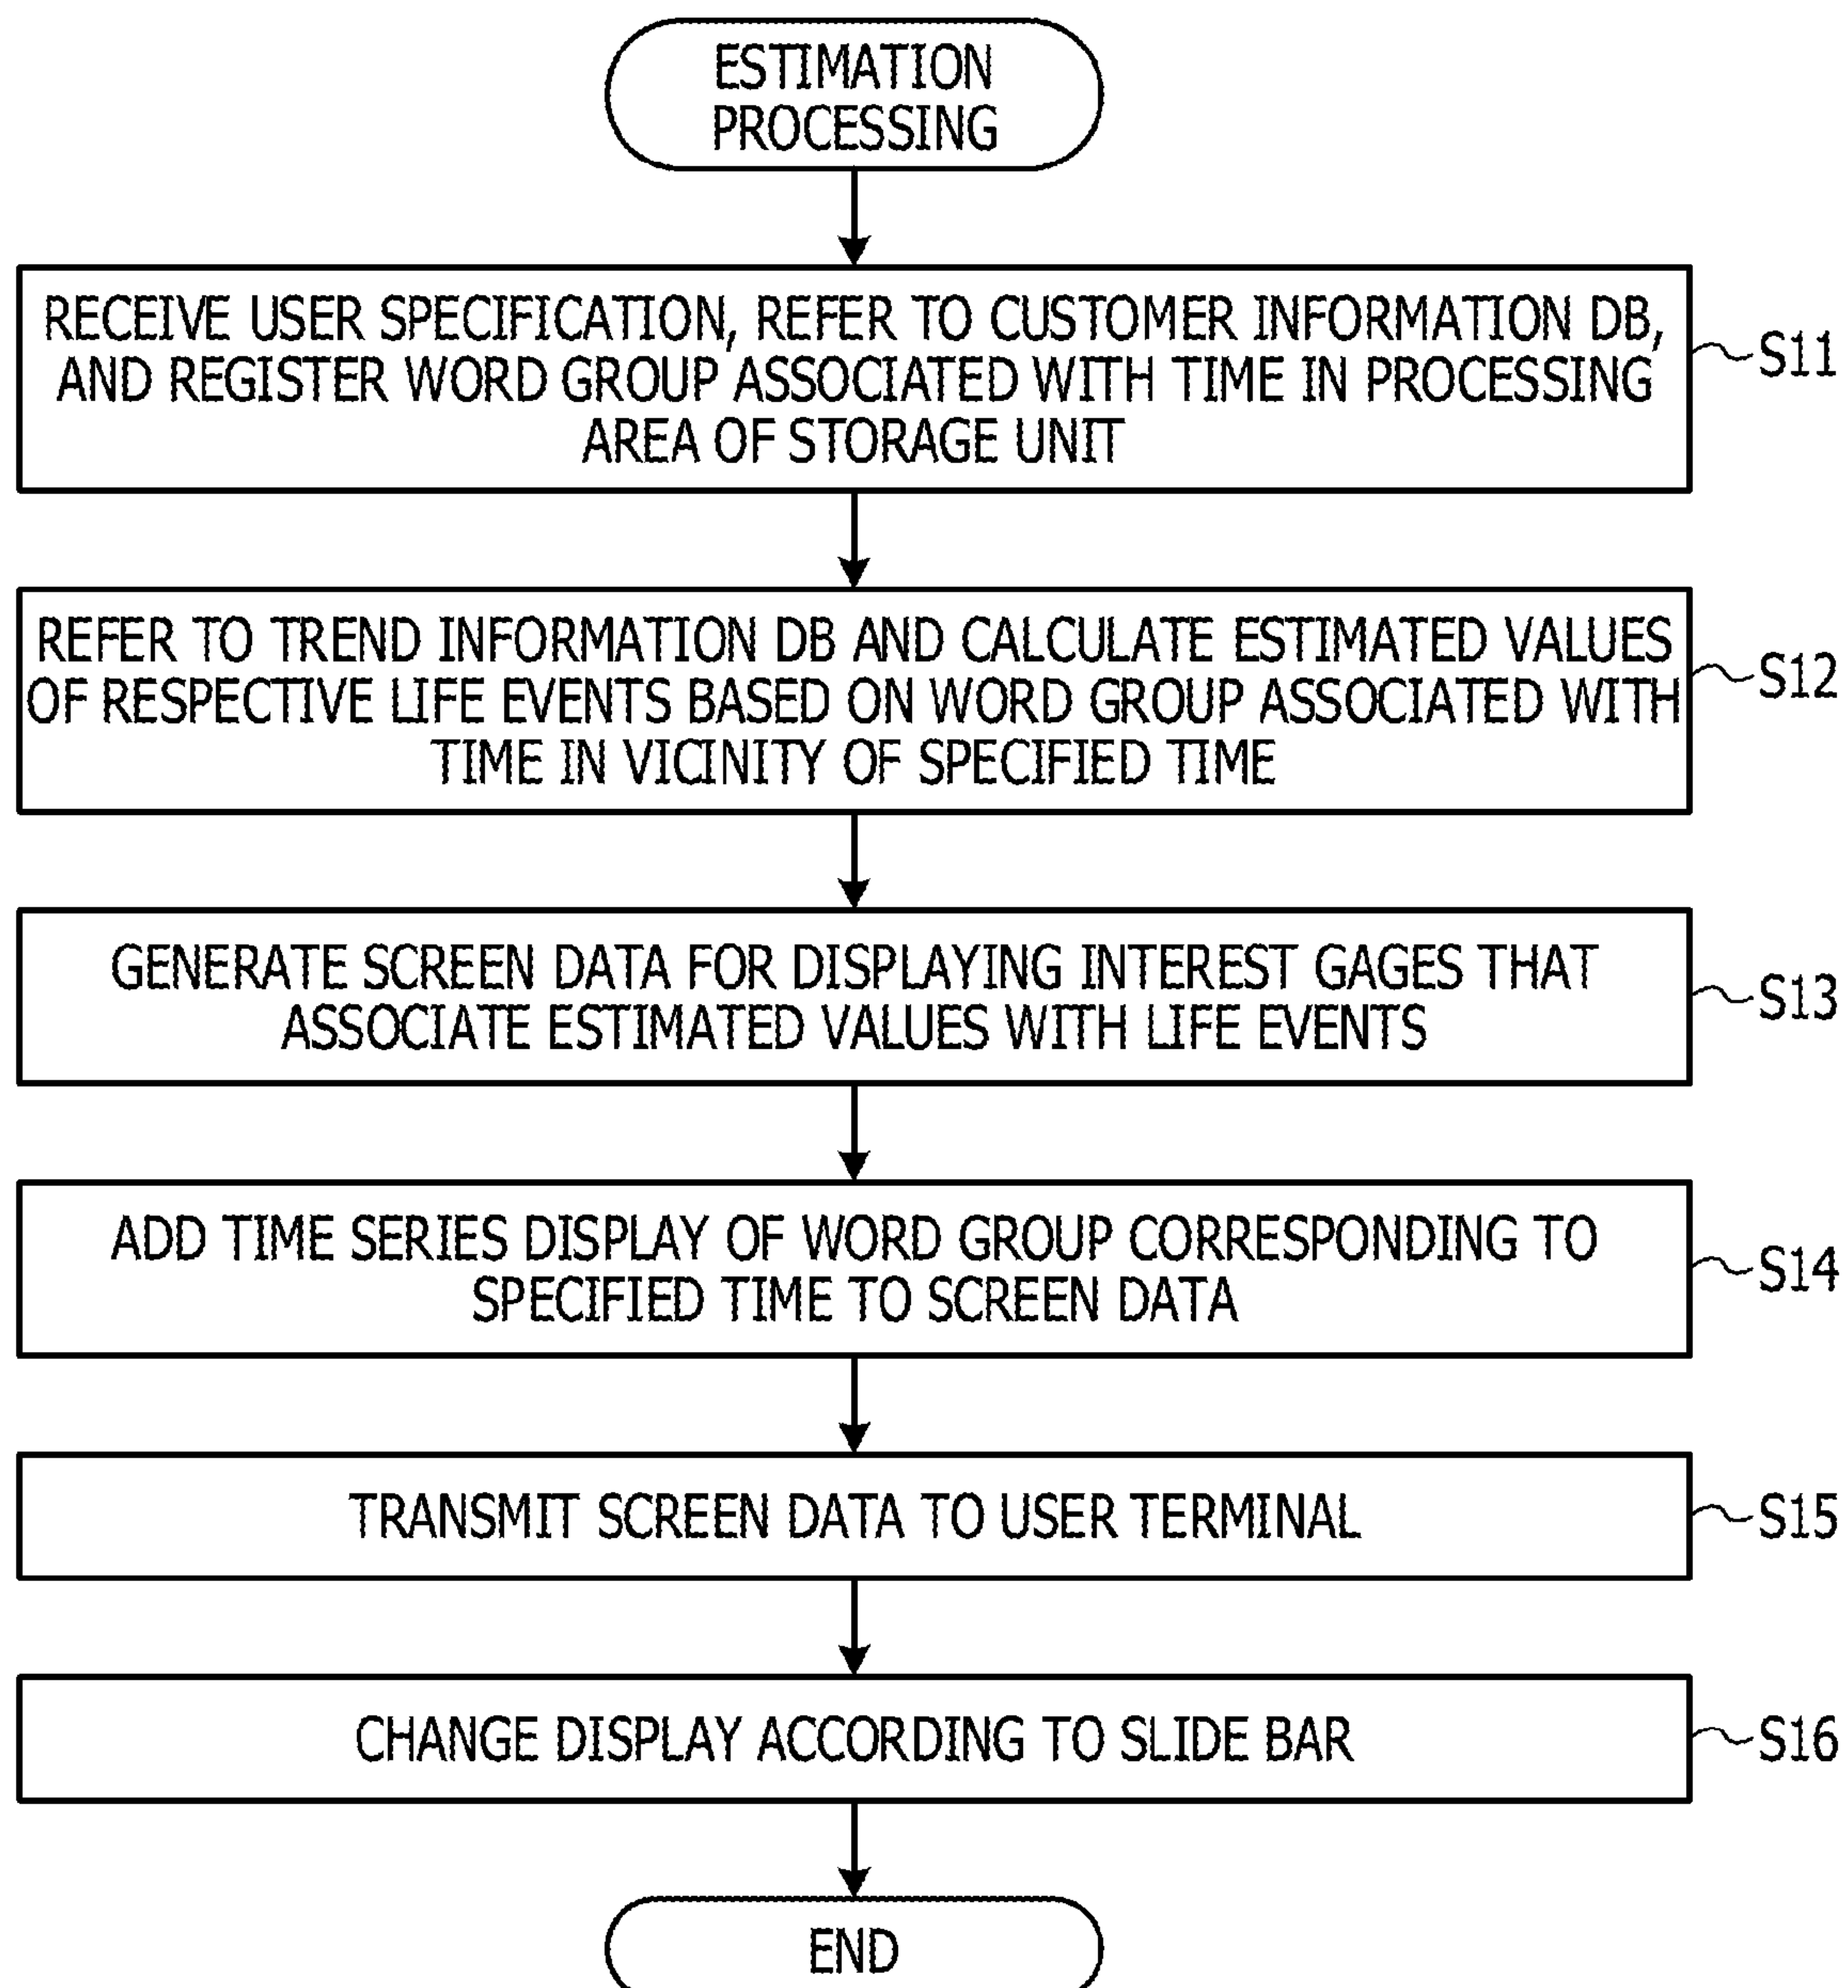 ESTIMATION
PROCESSING
RECEIVE USER SPECIFICATION, REFER TO CUSTOMER INFORMATION DB,
AND REGISTER WORD GROUP ASSOCIATED WITH TIME IN PROCESSING
AREA OF STORAGE UNIT
S11
REFER TO TREND INFORMATION DB AND CALCULATE ESTIMATED VALUES
OF RESPECTIVE LIFE EVENTS BASED ON WORD GROUP ASSOCIATED WITH
TIME IN VICINITY OF SPECIFIED TIME
S12
GENERATE SCREEN DATA FOR DISPLAYING INTEREST GAGES THAT
ASSOCIATE ESTIMATED VALUES WITH LIFE EVENTS
S13
ADD TIME SERIES DISPLAY OF WORD GROUP CORRESPONDING TO
SPECIFIED TIME TO SCREEN DATA
S14
TRANSMIT SCREEN DATA TO USER TERMINAL
S15
CHANGE DISPLAY ACCORDING TO SLIDE BAR
S16
END